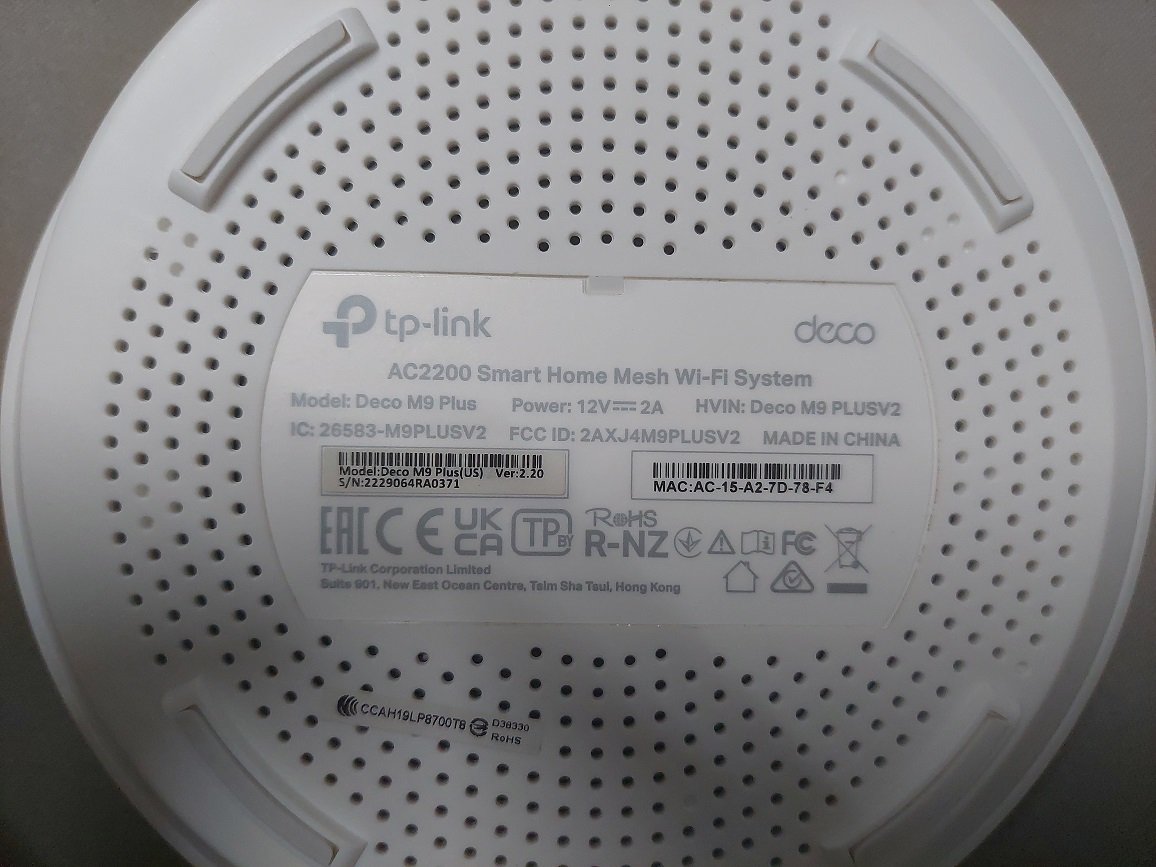 tp-link
deco
AC2200 Smart Home Mesh Wi-Fi System
Model: Deco M9 Plus Power: 12V⎓2A HVIN: Deco M9 PLUSV2
IC: 26583-M9PLUSV2 FCC ID: 2AXJ4M9PLUSV2 MADE IN CHINA
Model:Deco M9 Plus(US) Ver:2.20
S/N:2229064RA0371
MAC:AC-15-A2-7D-78-F4
EAC CE UK CA TP BY RoHS R-NZ FC
TP-Link Corporation Limited
Suite 901, New East Ocean Centre, Tsim Sha Tsui, Hong Kong
CCAH19LP8700T8 D38330
RoHS